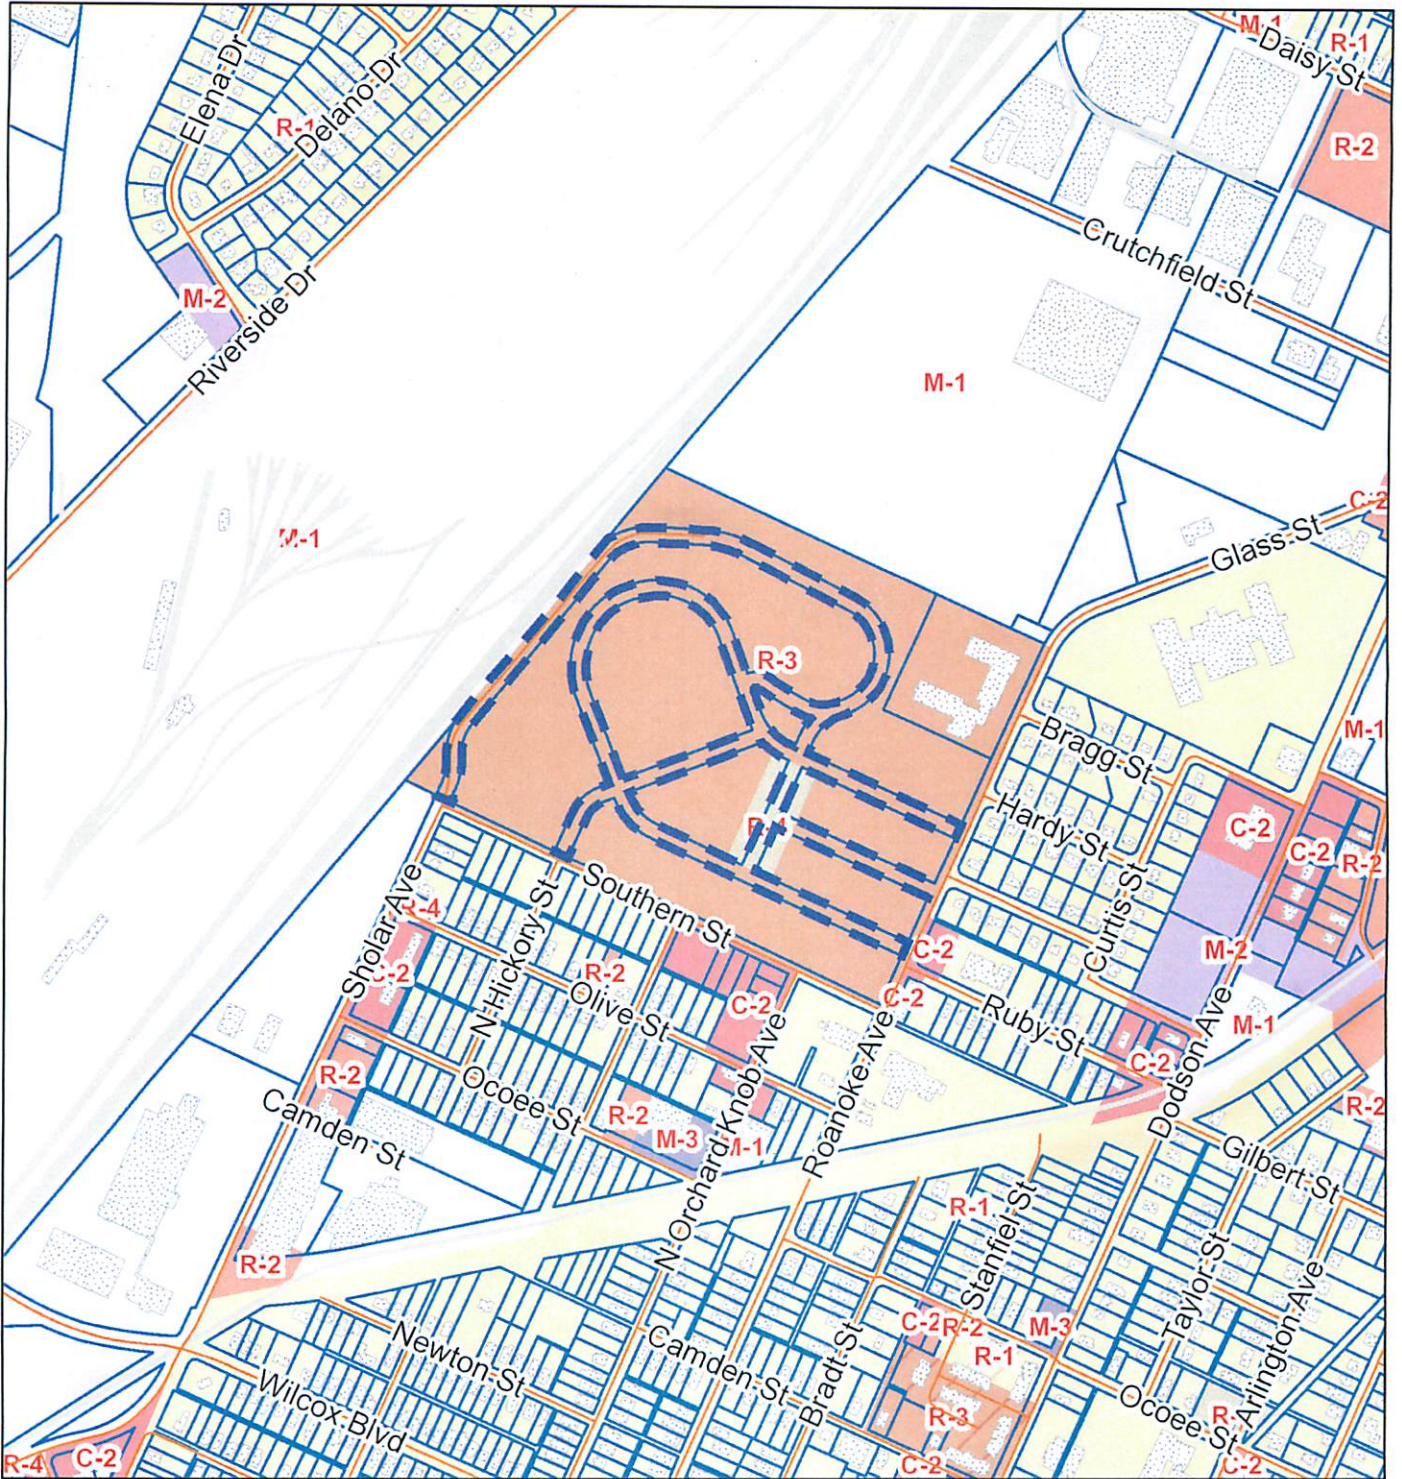 M-1
Daisy St
R-1
Elena Dr
Delano Dr
R-1
R-2
Crutchfield St
M-2
Riverside Dr
M-1
C-2
M-1
Glass St
R-3
Bragg St
M-1
Hardy St
R-4
C-2
C-2
R-2
Curtis St
Southern St
Sholar Ave
R-4
N Hickory St
C-2
M-2
C-2
R-2
Olive St
C-2
C-2
Ruby St
M-1
Dodson Ave
C-2
R-2
Ocoee St
N Orchard Knob Ave
Roanoke Ave
Camden St
R-2
M-3
M-1
R-2
Gilbert St
R-1
Stanfiel St
R-2
Taylor St
Arlington Ave
Newton St
Camden St
Bradt St
C-2
R-2
M-3
R-1
Wilcox Blvd
R-3
Ocoee St
R-4
C-2
C-2
C-2